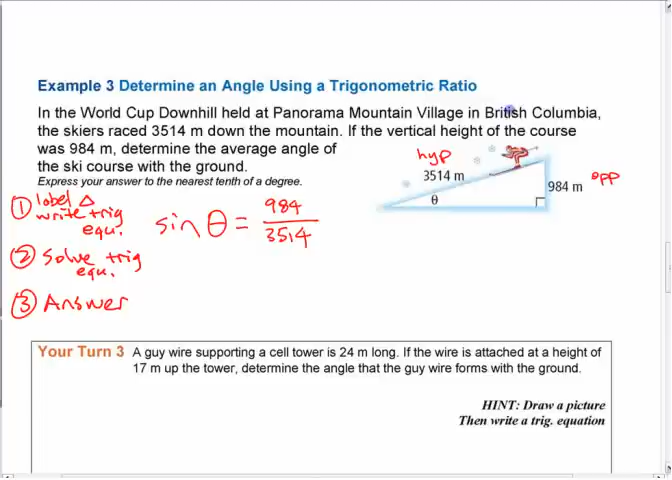 Example 3 Determine an Angle Using a Trigonometric Ratio
In the World Cup Downhill held at Panorama Mountain Village in British Columbia,
the skiers raced 3514 m down the mountain. If the vertical height of the course
was 984 m, determine the average angle of
the ski course with the ground.
Express your answer to the nearest tenth of a degree.
hyp
3514 m
984 m
opp
θ
① label △
write trig
equ.
sin θ = 984/3514
② Solve trig
equ.
③ Answer
Your Turn 3 A guy wire supporting a cell tower is 24 m long. If the wire is attached at a height of
17 m up the tower, determine the angle that the guy wire forms with the ground.
HINT: Draw a picture
Then write a trig. equation